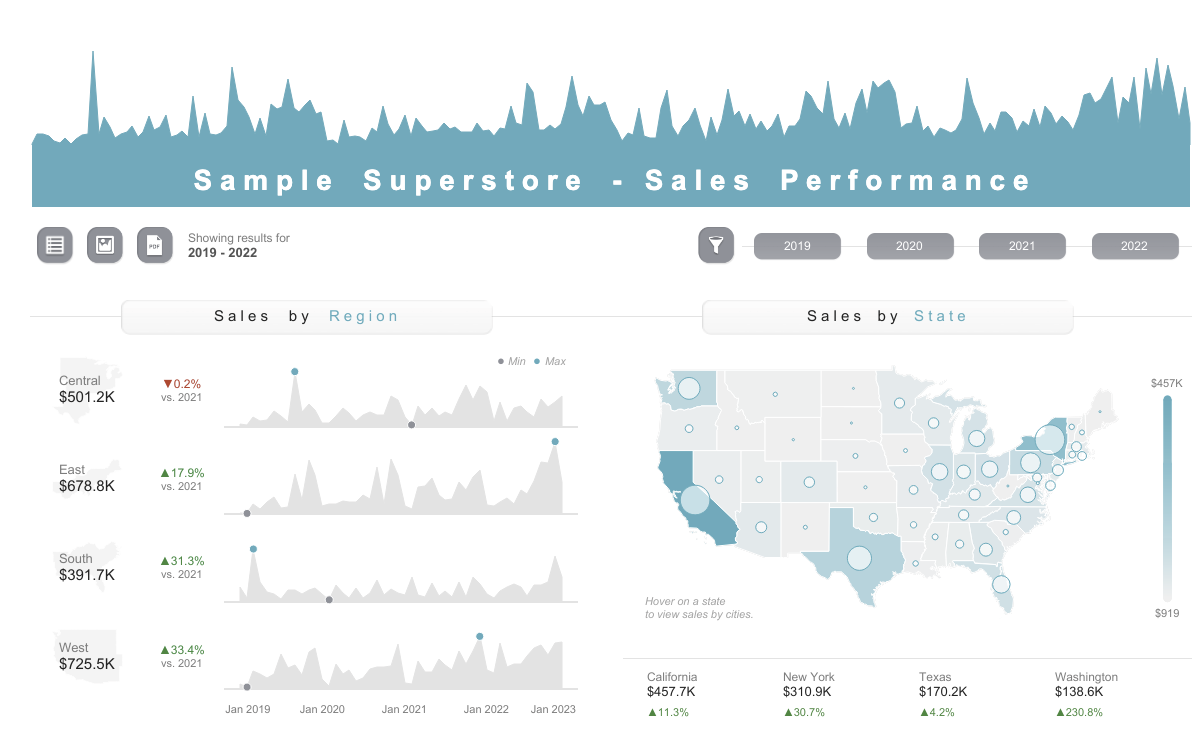 Sample Superstore - Sales Performance
PDF
Showing results for
2019 - 2022
2019
2020
2021
2022
Sales by Region
Min
Max
Central
$501.2K
▼0.2%
vs. 2021
East
$678.8K
▲17.9%
vs. 2021
South
$391.7K
▲31.3%
vs. 2021
West
$725.5K
▲33.4%
vs. 2021
Jan 2019
Jan 2020
Jan 2021
Jan 2022
Jan 2023
Sales by State
$457K
$919
Hover on a state
to view sales by cities.
California
$457.7K
▲11.3%
New York
$310.9K
▲30.7%
Texas
$170.2K
▲4.2%
Washington
$138.6K
▲230.8%